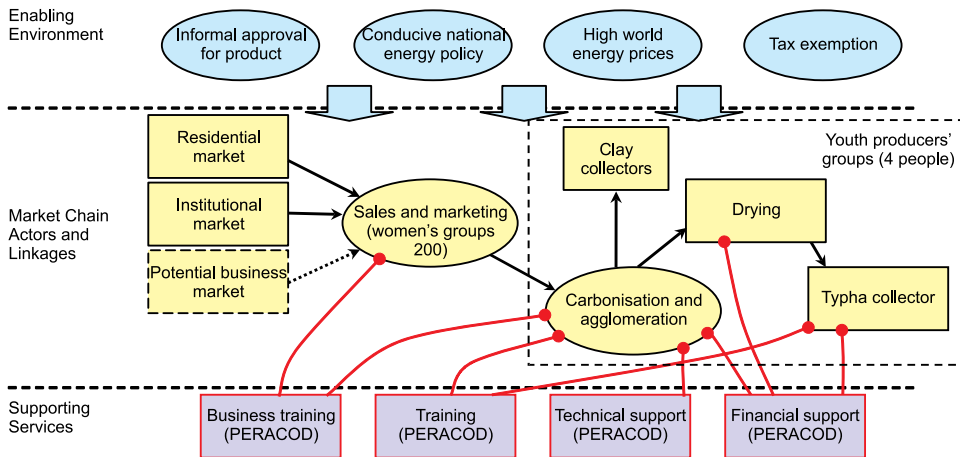 Enabling
Environment
Informal approval
for product
Conducive national
energy policy
High world
energy prices
Tax exemption
Market Chain
Actors and
Linkages
Residential
market
Institutional
market
Potential business
market
Sales and marketing
(women's groups
200)
Clay
collectors
Youth producers'
groups (4 people)
Drying
Carbonisation and
agglomeration
Typha collector
Supporting
Services
Business training
(PERACOD)
Training
(PERACOD)
Technical support
(PERACOD)
Financial support
(PERACOD)